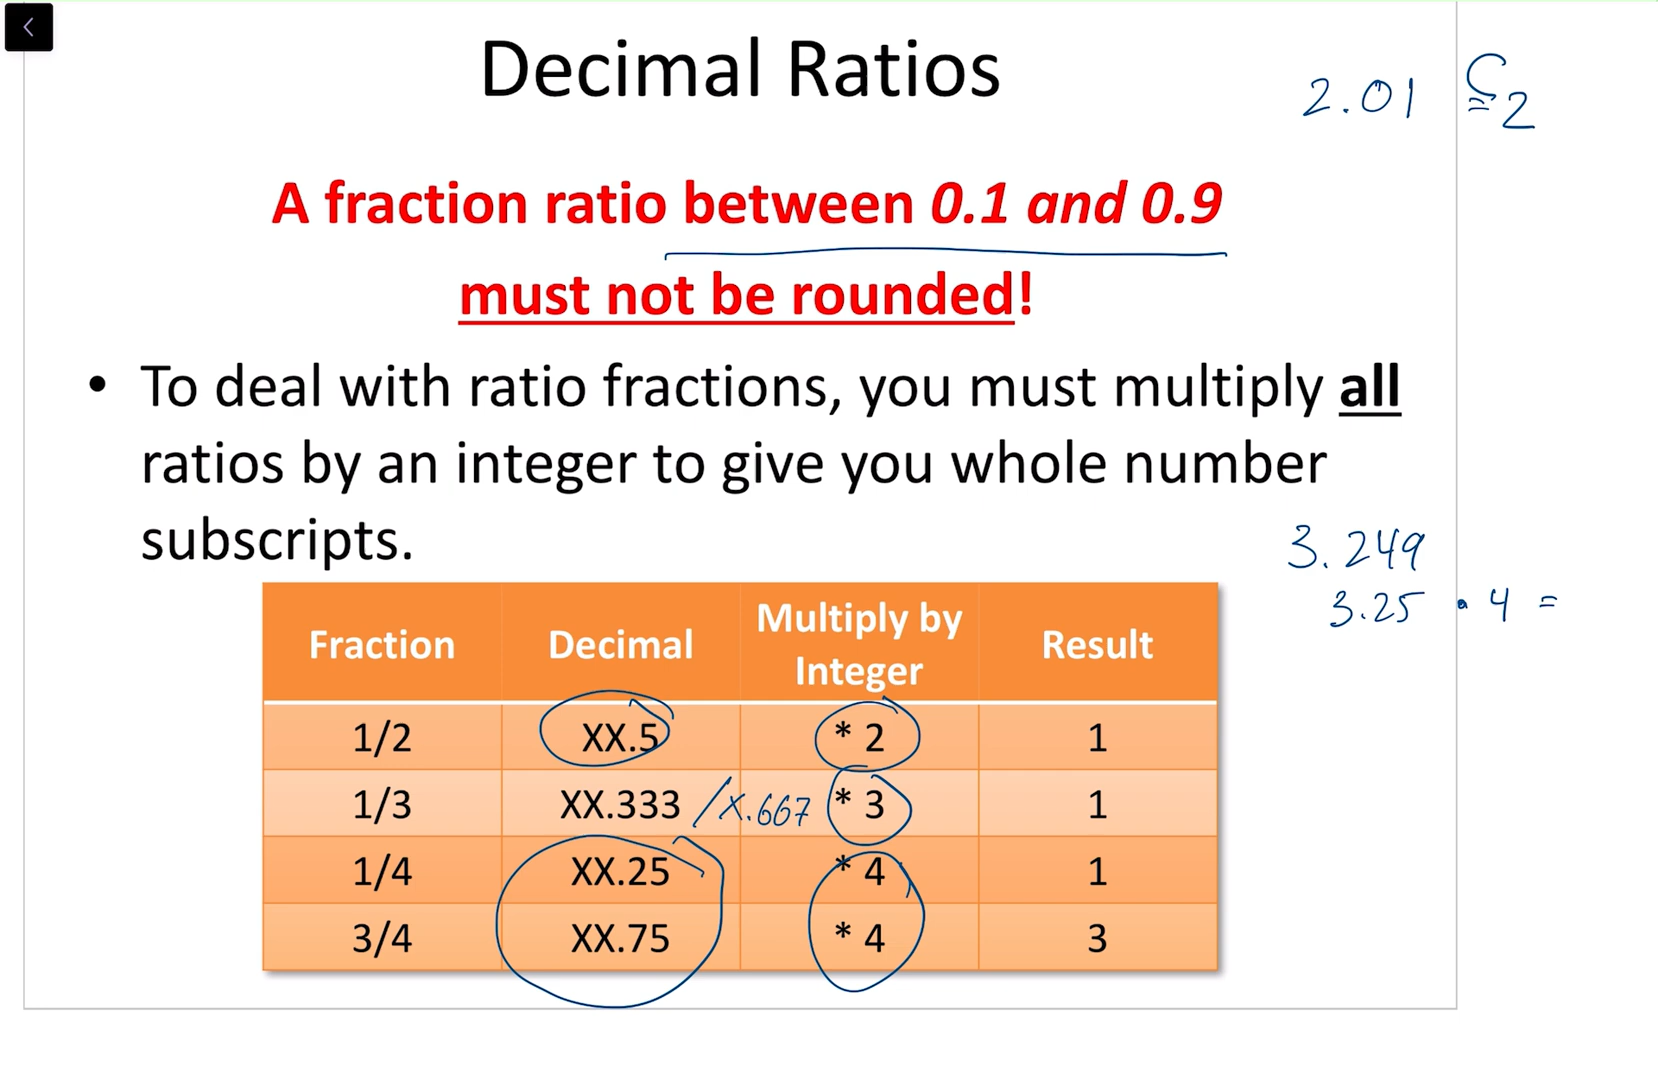 Decimal Ratios
2.01 C2
A fraction ratio between 0.1 and 0.9
must not be rounded!
• To deal with ratio fractions, you must multiply all
ratios by an integer to give you whole number
subscripts.
3.249
3.25 • 4 =
Fraction Decimal Multiply by Integer Result
1/2 XX.5 * 2 1
1/3 XX.333 /X.667 * 3 1
1/4 XX.25 * 4 1
3/4 XX.75 * 4 3